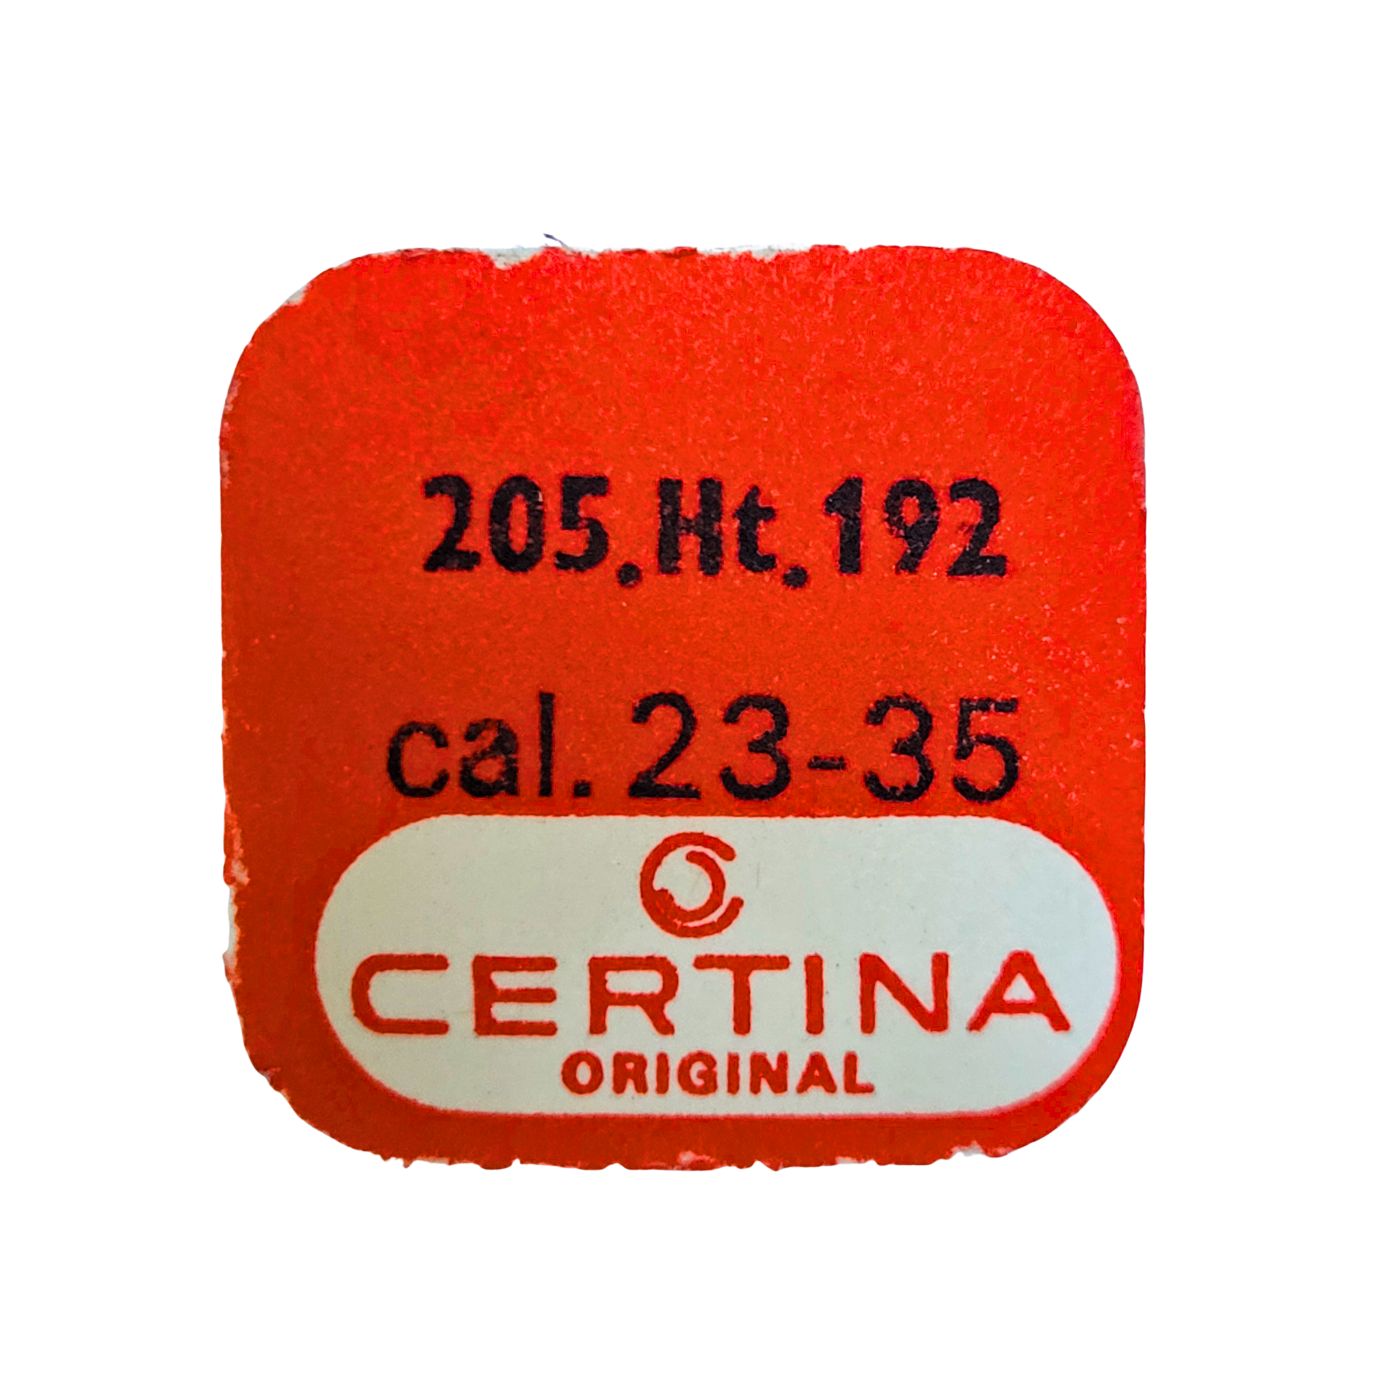 205.Ht.192
cal. 23-35
CERTINA
ORIGINAL